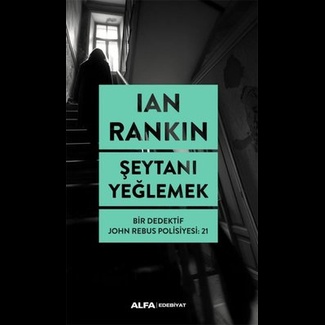 IAN
RANKIN
ŞEYTANI
YEĞLEMEK
BİR DEDEKTİF
JOHN REBUS POLİSİYESİ: 21
ALFA | EDEBİYAT